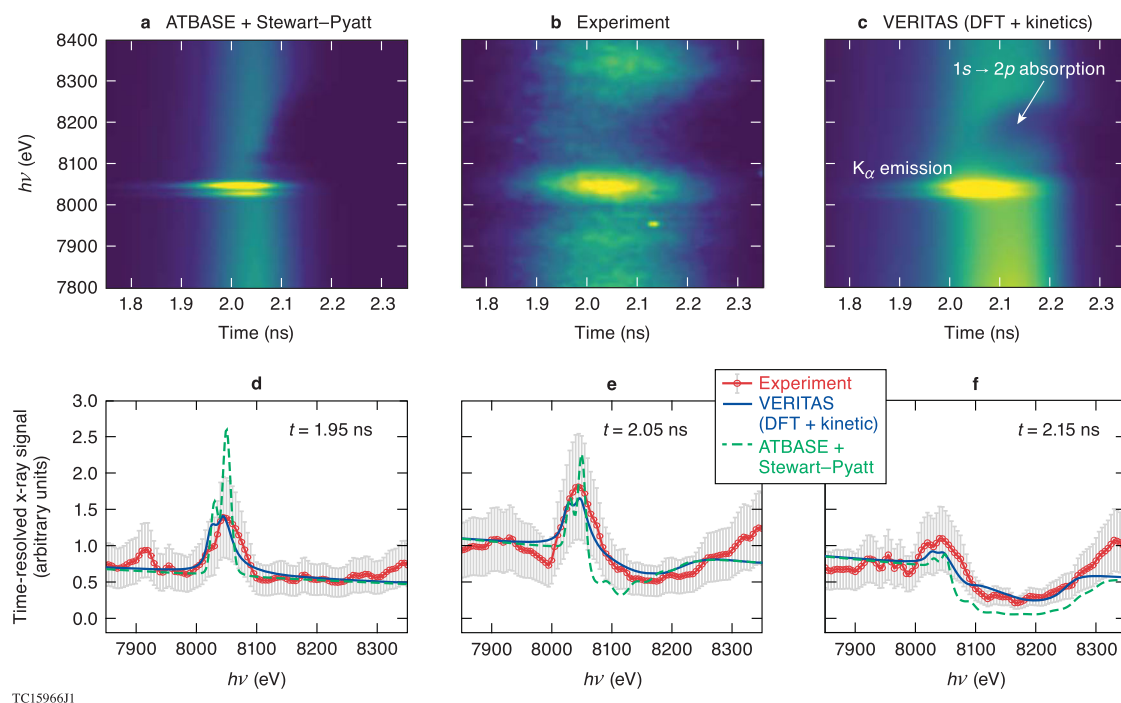 a ATBASE + Stewart–Pyatt
b Experiment
c VERITAS (DFT + kinetics)
hν (eV)
8400
8300
8200
8100
8000
7900
7800
1s → 2p absorption
Kα emission
1.8 1.9 2.0 2.1 2.2 2.3
1.8 1.9 2.0 2.1 2.2 2.3
1.8 1.9 2.0 2.1 2.2 2.3
Time (ns)
Time (ns)
Time (ns)
d
e
f
Experiment
VERITAS
(DFT + kinetic)
ATBASE +
Stewart–Pyatt
Time-resolved x-ray signal
(arbitrary units)
3.0
2.5
2.0
1.5
1.0
0.5
0.0
t = 1.95 ns
t = 2.05 ns
t = 2.15 ns
7900 8000 8100 8200 8300
7900 8000 8100 8200 8300
7900 8000 8100 8200 8300
hν (eV)
hν (eV)
hν (eV)
TC15966J1